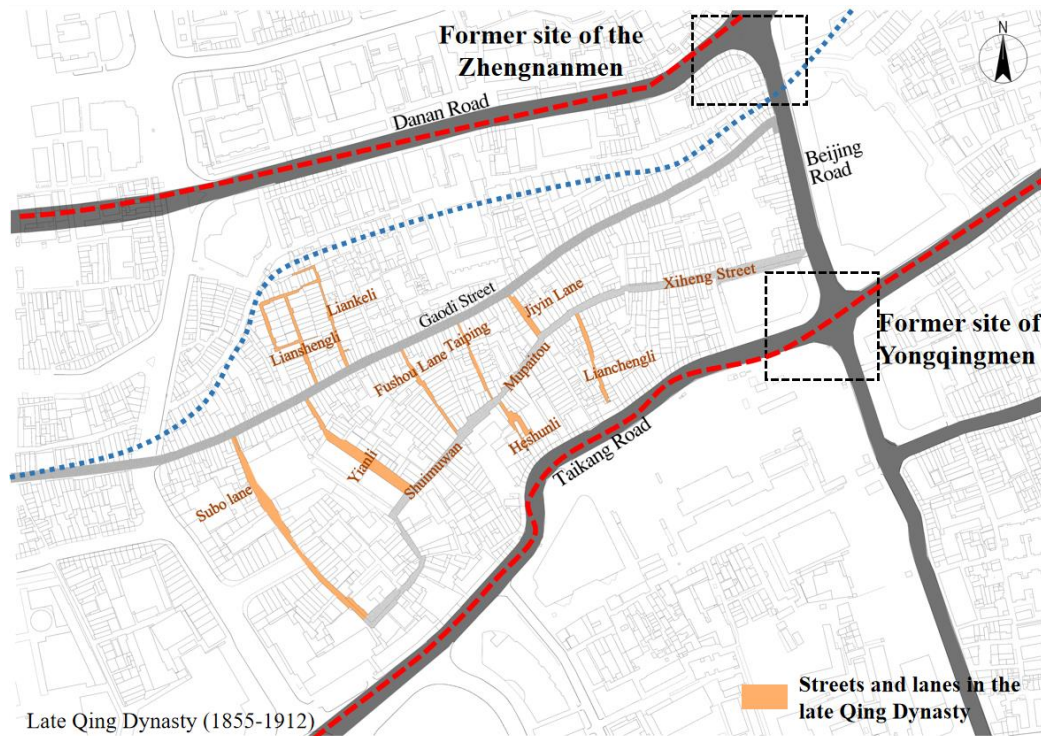 Former site of the
Zhengnanmen
N
Danan Road
Beijing
Road
Xiheng Street
Liankeli
Gaodi Street
Jiyin Lane
Lianshengli
Fushou Lane
Taiping
Mupaitou
Lianchengli
Former site of
Yongqingmen
Heshunli
Taikang Road
Yianli
Shuimuwan
Subo lane
Streets and lanes in the
late Qing Dynasty
Late Qing Dynasty (1855-1912)